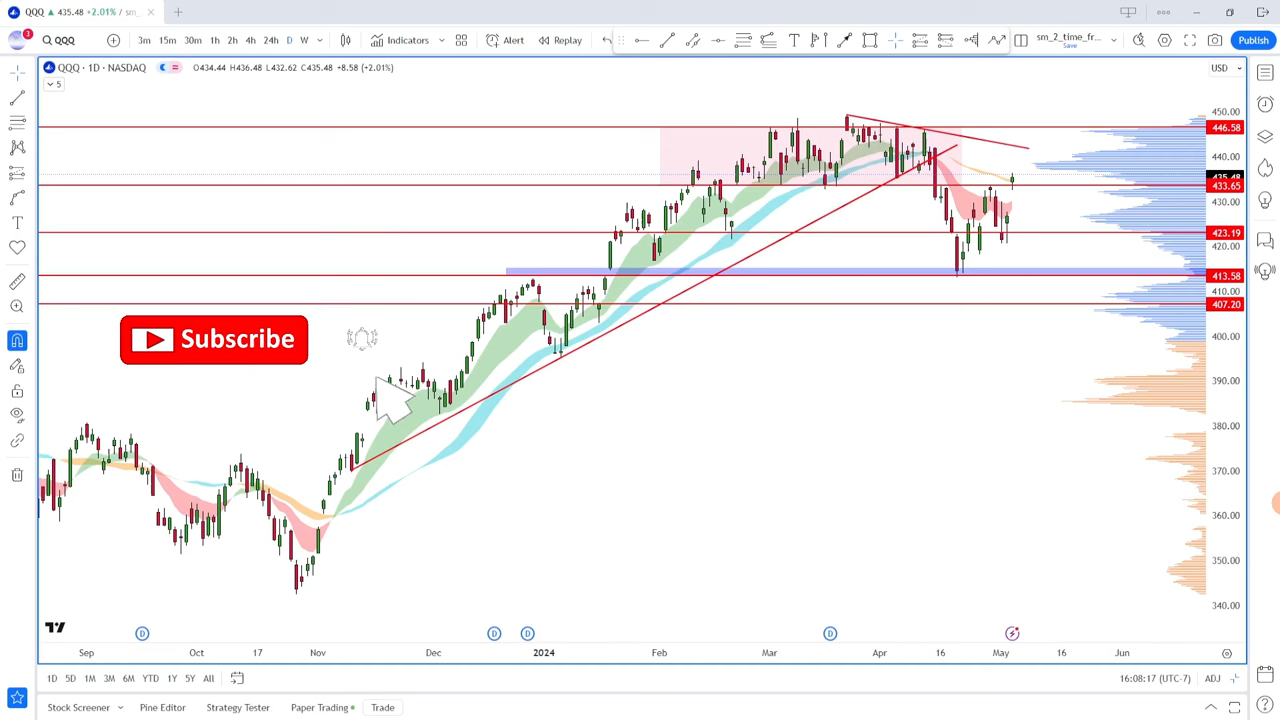 QQQ ▲ 435.48 +2.01% / sm_
3 QQQ 3m 15m 30m 1h 2h 4h 24h D W Indicators Alert Replay sm_2_time_fr... Save Publish
QQQ · 1D · NASDAQ O434.44 H436.48 L432.62 C435.48 +8.58 (+2.01%) USD
5
450.00
446.58
440.00
435.48
433.65
430.00
423.19
420.00
413.58
410.00
407.20
400.00
Subscribe
390.00
380.00
370.00
360.00
350.00
340.00
D D D D
Sep Oct 17 Nov Dec 2024 Feb Mar Apr 16 May 16 Jun
1D 5D 1M 3M 6M YTD 1Y 5Y All 16:08:17 (UTC-7) ADJ
Stock Screener Pine Editor Strategy Tester Paper Trading Trade